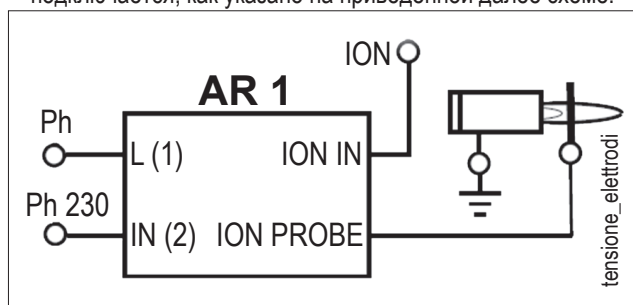 подключается, как указано на приведенной далее схеме:
ION
AR 1
Ph
L (1)
ION IN
Ph 230
IN (2)
ION PROBE
tensione_elettrodi